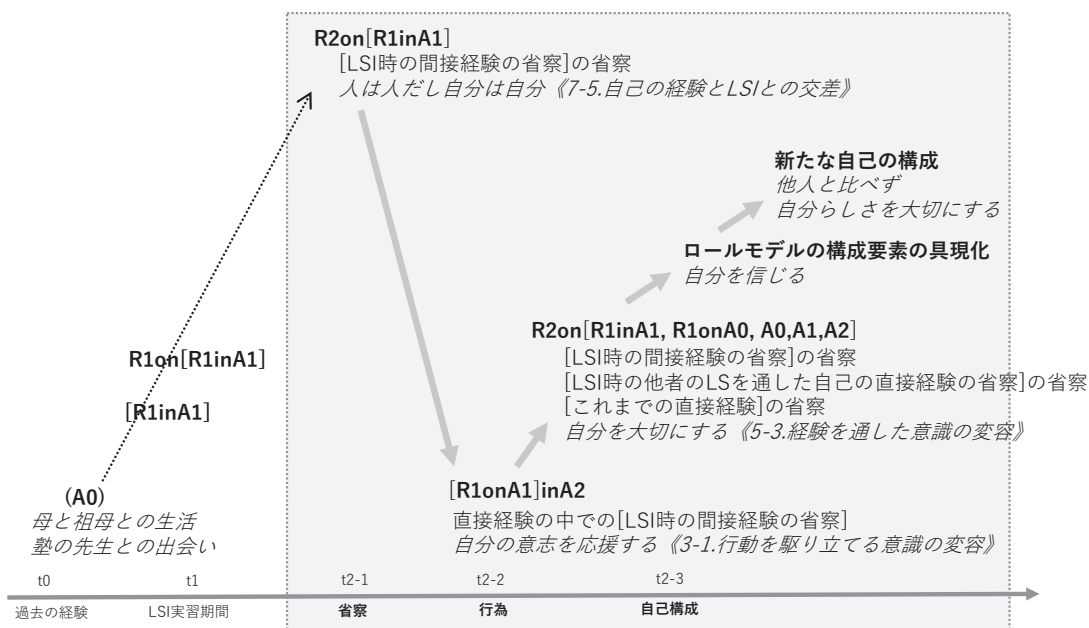 R2on[R1inA1]
[LSI時の間接経験の省察]の省察
人は人だし自分は自分《7-5.自己の経験とLSIとの交差》
新たな自己の構成
他人と比べず
自分らしさを大切にする
ロールモデルの構成要素の具現化
自分を信じる
R2on[R1inA1, R1onA0, A0,A1,A2]
[LSI時の間接経験の省察]の省察
[LSI時の他者のLSを通した自己の直接経験の省察]の省察
[これまでの直接経験]の省察
自分を大切にする《5-3.経験を通した意識の変容》
R1on[R1inA1]
[R1inA1]
(A0)
母と祖母との生活
塾の先生との出会い
[R1onA1]inA2
直接経験の中での[LSI時の間接経験の省察]
自分の意志を応援する《3-1.行動を駆り立てる意識の変容》
t0
t1
t2-1
t2-2
t2-3
過去の経験
LSI実習期間
省察
行為
自己構成